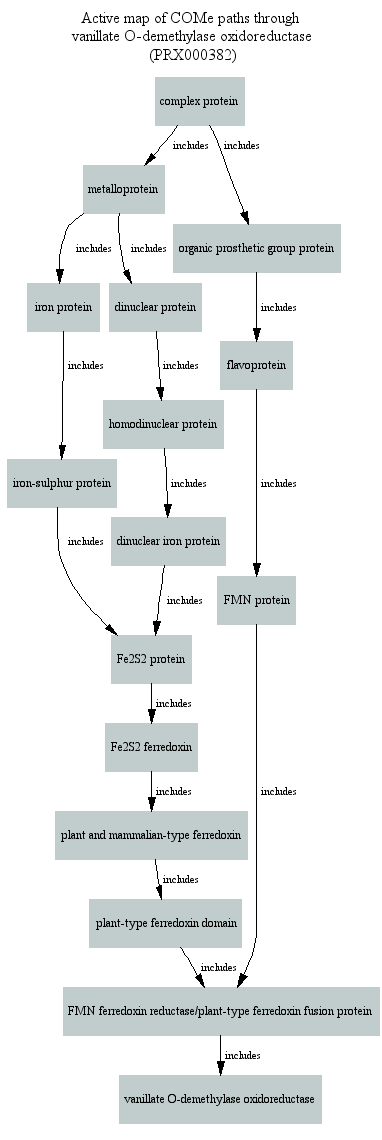 Active map of COMe paths through
vanillate O-demethylase oxidoreductase
(PRX000382)
complex protein
includes
includes
metalloprotein
organic prosthetic group protein
includes
includes
includes
iron protein
dinuclear protein
flavoprotein
includes
includes
homodinuclear protein
iron-sulphur protein
includes
includes
dinuclear iron protein
includes
FMN protein
includes
Fe2S2 protein
includes
Fe2S2 ferredoxin
includes
includes
plant and mammalian-type ferredoxin
includes
plant-type ferredoxin domain
includes
FMN ferredoxin reductase/plant-type ferredoxin fusion protein
includes
vanillate O-demethylase oxidoreductase